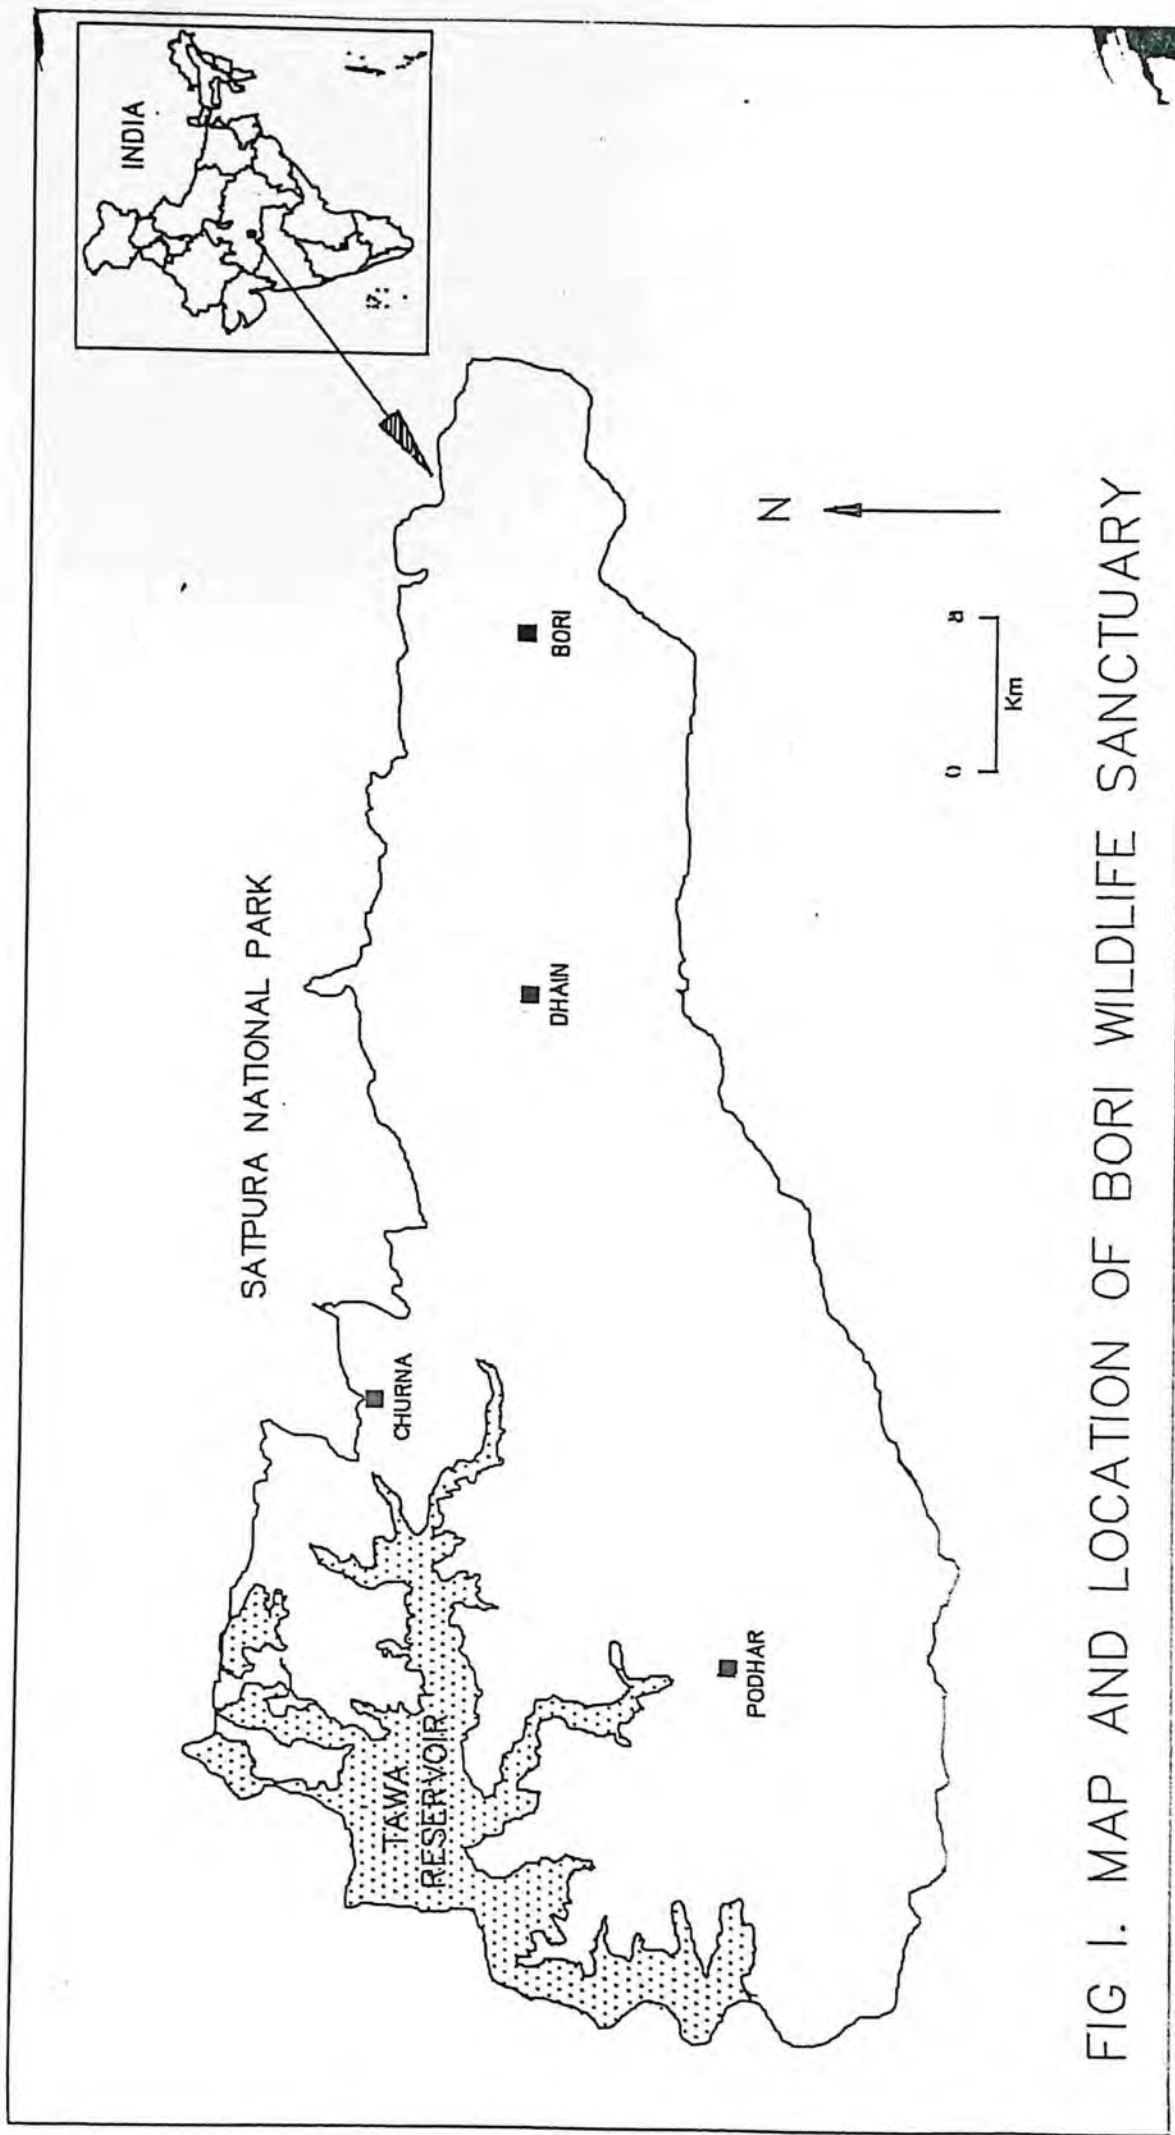 INDIA
SATPURA NATIONAL PARK
CHURNA
TAWA
RESERVOIR
DHAIN
BORI
PODHAR
N
0
Km
FIG 1. MAP AND LOCATION OF BORI WILDLIFE SANCTUARY